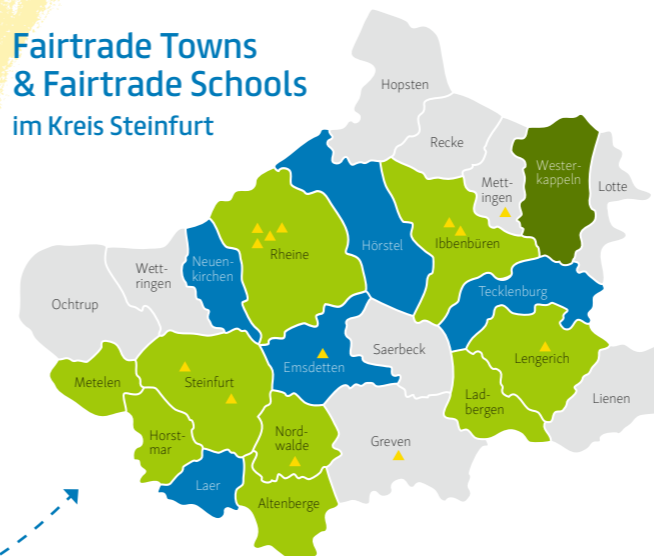 Fairtrade Towns
& Fairtrade Schools
im Kreis Steinfurt
Hopsten
Recke
Mett-
ingen
Wester-
kappeln
Lotte
Hörstel
Ibbenbüren
Rheine
Neuen-
kirchen
Wett-
ringen
Ochtrup
Tecklenburg
Saerbeck
Emsdetten
Lengerich
Metelen
Steinfurt
Lad-
bergen
Lienen
Horst-
mar
Nord-
walde
Greven
Laer
Altenberge